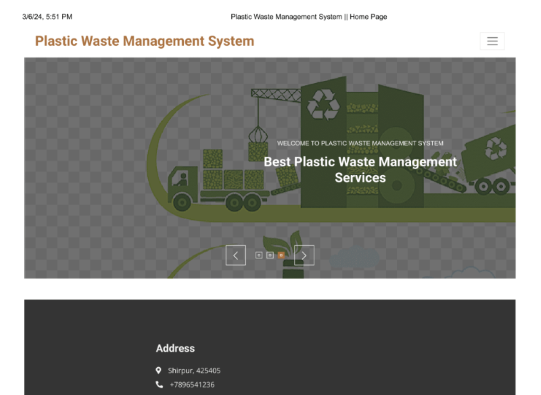 3/6/24, 5:51 PM
Plastic Waste Management System || Home Page
Plastic Waste Management System
WELCOME TO PLASTIC WASTE MANAGEMENT SYSTEM
Best Plastic Waste Management
Services
Address
Shirpur, 425405
+7896541236